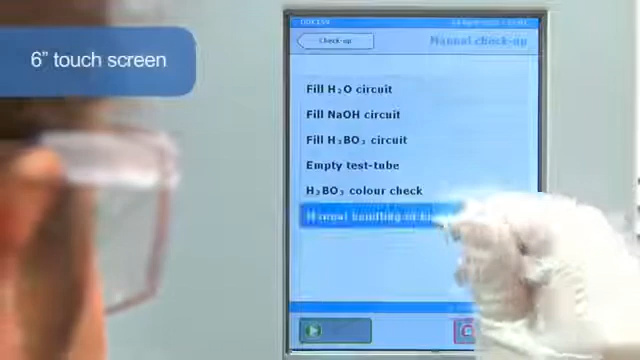 6” touch screen
Check-up
Manual check-up
Fill H₂O circuit
Fill NaOH circuit
Fill H₃BO₃ circuit
Empty test-tube
H₃BO₃ colour check
Manual